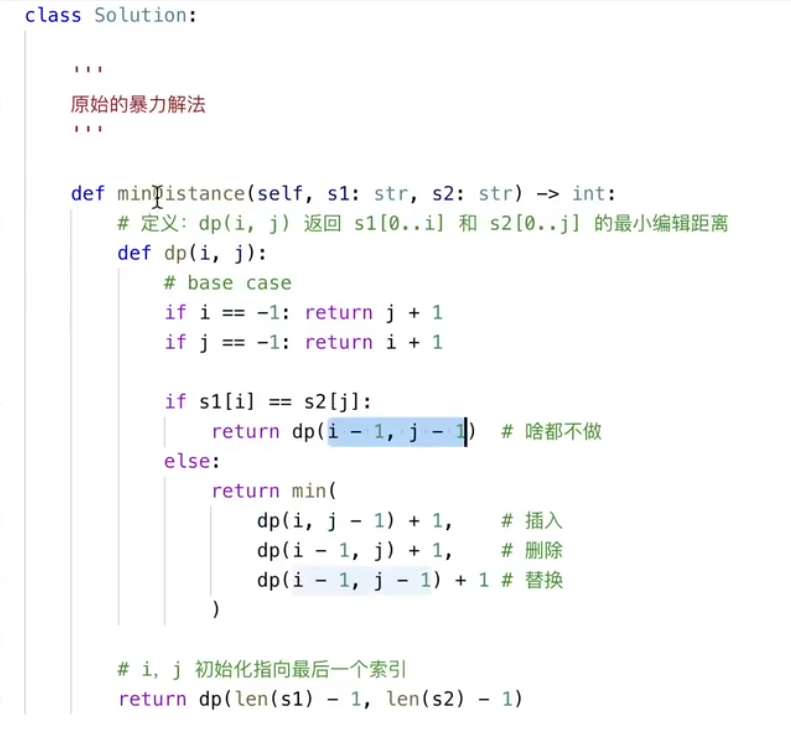 class Solution:
'''
原始的暴力解法
'''
def minDistance(self, s1: str, s2: str) -> int:
# 定义：dp(i, j) 返回 s1[0..i] 和 s2[0..j] 的最小编辑距离
def dp(i, j):
# base case
if i == -1: return j + 1
if j == -1: return i + 1
if s1[i] == s2[j]:
return dp(i - 1, j - 1) # 啥都不做
else:
return min(
dp(i, j - 1) + 1, # 插入
dp(i - 1, j) + 1, # 删除
dp(i - 1, j - 1) + 1 # 替换
)
# i, j 初始化指向最后一个索引
return dp(len(s1) - 1, len(s2) - 1)